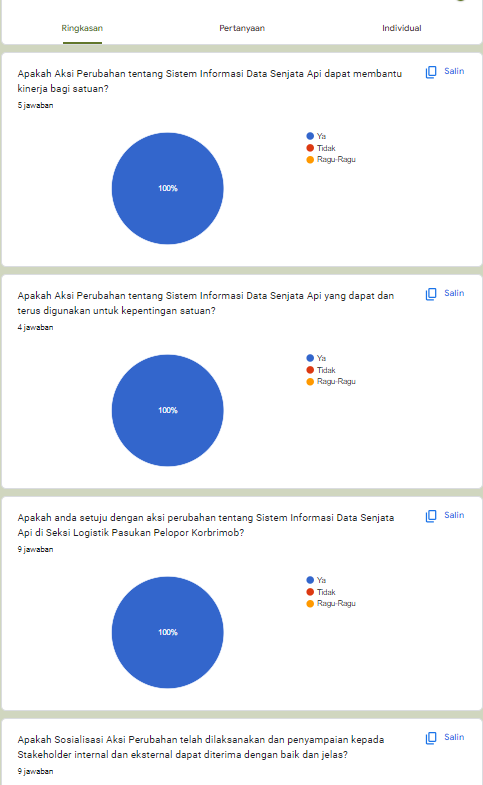 Ringkasan Pertanyaan Individual
Apakah Aksi Perubahan tentang Sistem Informasi Data Senjata Api dapat membantu
kinerja bagi satuan?
Salin
5 jawaban
100%
Ya
Tidak
Ragu-Ragu
Apakah Aksi Perubahan tentang Sistem Informasi Data Senjata Api yang dapat dan
terus digunakan untuk kepentingan satuan?
Salin
4 jawaban
100%
Ya
Tidak
Ragu-Ragu
Apakah anda setuju dengan aksi perubahan tentang Sistem Informasi Data Senjata
Api di Seksi Logistik Pasukan Pelopor Korbrimob?
Salin
9 jawaban
100%
Ya
Tidak
Ragu-Ragu
Apakah Sosialisasi Aksi Perubahan telah dilaksanakan dan penyampaian kepada
Stakeholder internal dan eksternal dapat diterima dengan baik dan jelas?
Salin
9 jawaban